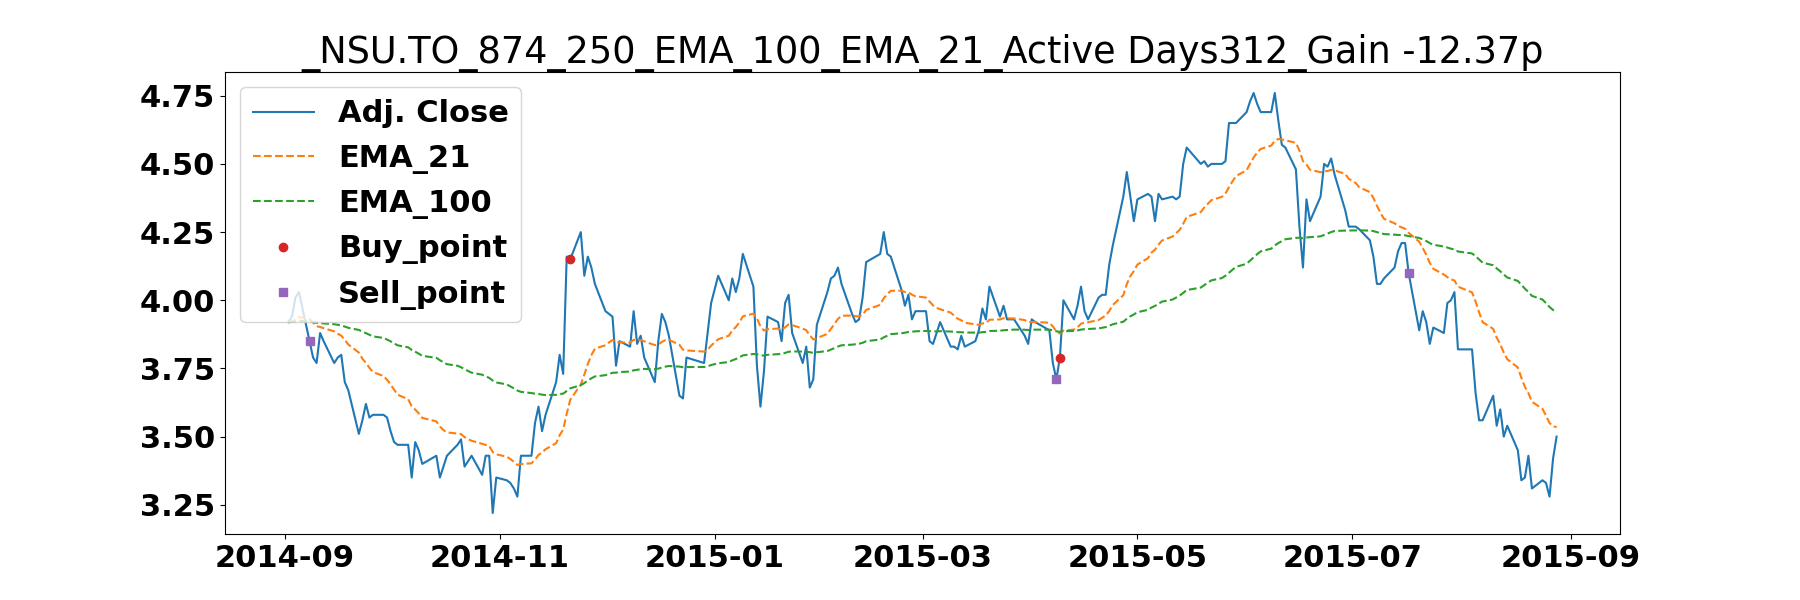 _NSU.TO_874_250_EMA_100_EMA_21_Active Days312_Gain -12.37p
4.75
4.50
4.25
4.00
3.75
3.50
3.25
Adj. Close
EMA_21
EMA_100
Buy_point
Sell_point
2014-09 2014-11 2015-01 2015-03 2015-05 2015-07 2015-09